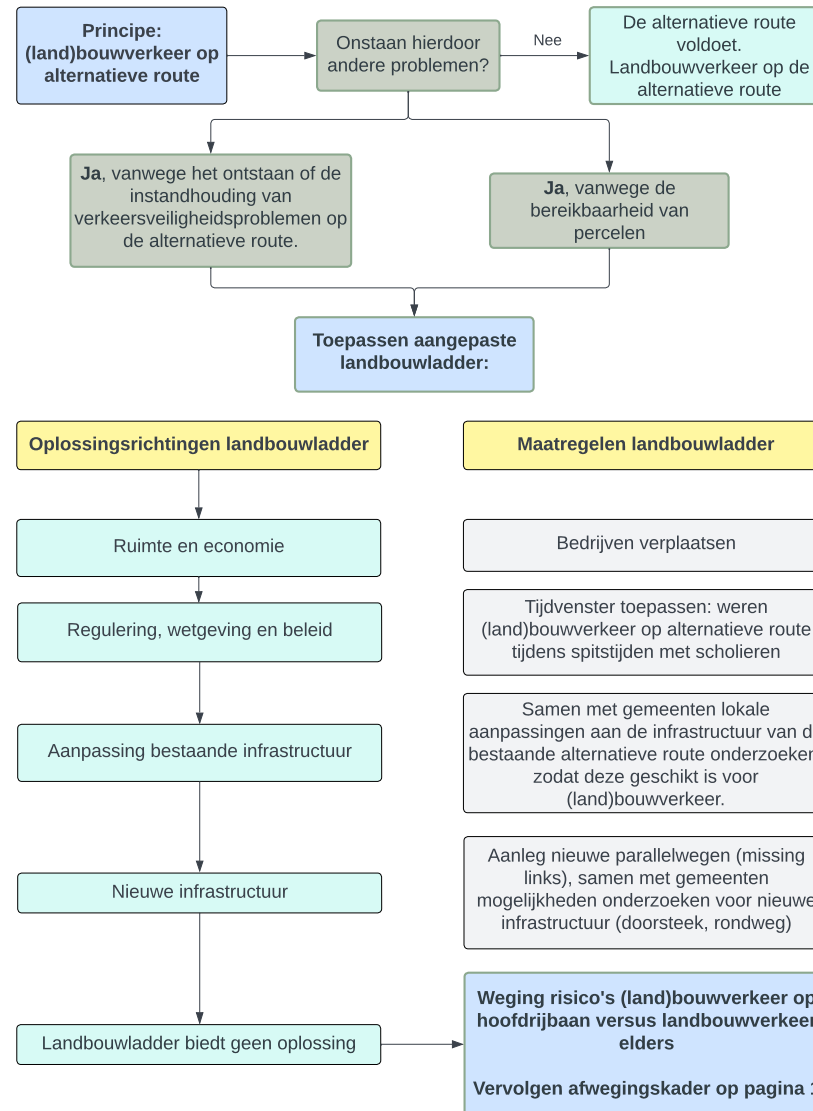 Principe:
(land)bouwverkeer op
alternatieve route
Onstaan hierdoor
andere problemen?
Nee
De alternatieve route
voldoet.
Landbouwverkeer op de
alternatieve route
Ja, vanwege het ontstaan of de
instandhouding van
verkeersveiligheidsproblemen op
de alternatieve route.
Ja, vanwege de
bereikbaarheid van
percelen
Toepassen aangepaste
landbouwladder:
Oplossingsrichtingen landbouwladder
Maatregelen landbouwladder
Ruimte en economie
Bedrijven verplaatsen
Regulering, wetgeving en beleid
Tijdvenster toepassen: weren
(land)bouwverkeer op alternatieve route
tijdens spitstijden met scholieren
Aanpassing bestaande infrastructuur
Samen met gemeenten lokale
aanpassingen aan de infrastructuur van
bestaande alternatieve route onderzoeken
zodat deze geschikt is voor
(land)bouwverkeer.
Nieuwe infrastructuur
Aanleg nieuwe parallelwegen (missing
links), samen met gemeenten
mogelijkheden onderzoeken voor nieuwe
infrastructuur (doorsteek, rondweg)
Landbouwladder biedt geen oplossing
Weging risico's (land)bouwverkeer op
hoofdrijbaan versus landbouwverkeer
elders
Vervolgen afwegingskader op pagina